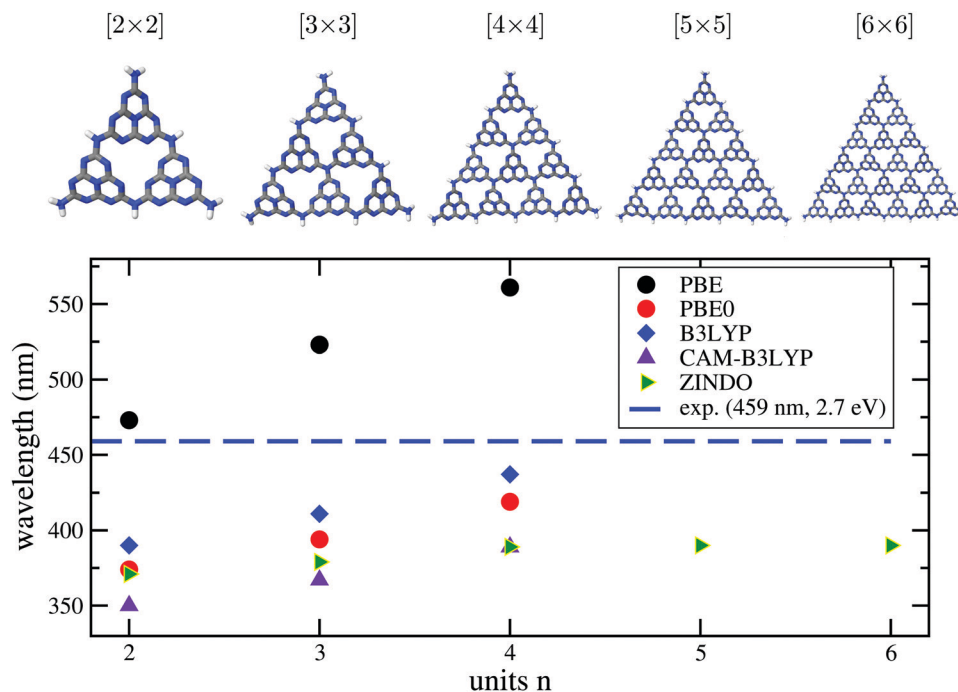 [2×2] [3×3] [4×4] [5×5] [6×6]
550
500
450
400
350
wavelength (nm)
PBE
PBE0
B3LYP
CAM-B3LYP
ZINDO
exp. (459 nm, 2.7 eV)
2 3 4 5 6
units n